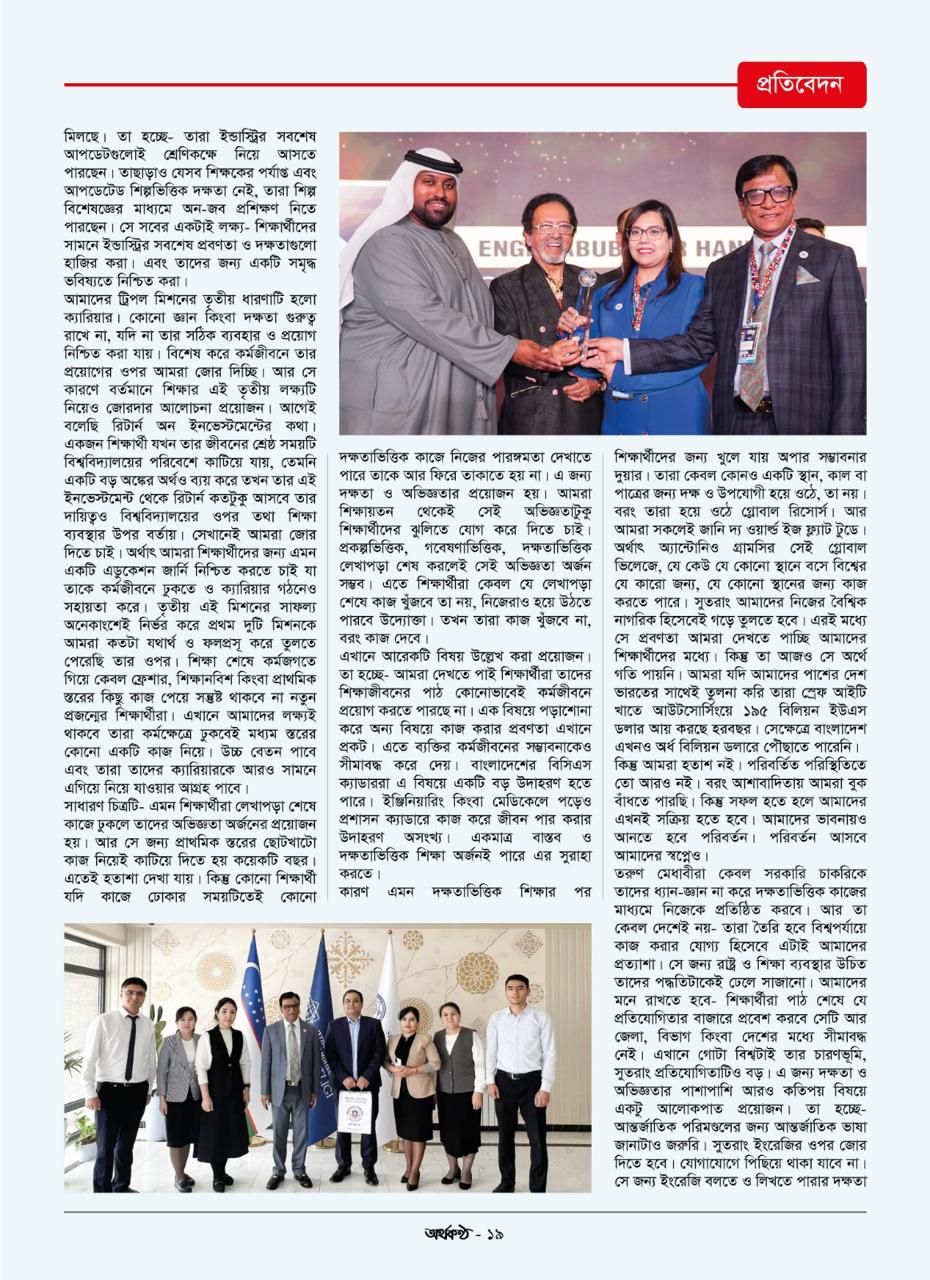 প্রতিবেদন
মিলছে। তা হচ্ছে- তারা ইন্ডাস্ট্রির সবশেষ
আপডেটগুলোই শ্রেণিকক্ষে নিয়ে আসতে
পারছেন। তাছাড়াও যেসব শিক্ষকের পর্যাপ্ত এবং
আপডেটেড শিল্পভিত্তিক দক্ষতা নেই, তারা শিল্প
বিশেষজ্ঞের মাধ্যমে অন-জব প্রশিক্ষণ নিতে
পারছেন। সে সবের একটাই লক্ষ্য- শিক্ষার্থীদের
সামনে ইন্ডাস্ট্রির সবশেষ প্রবণতা ও দক্ষতাগুলো
হাজির করা। এবং তাদের জন্য একটি সমৃদ্ধ
ভবিষ্যতে নিশ্চিত করা।
আমাদের ট্রিপল মিশনের তৃতীয় ধারণাটি হলো
ক্যারিয়ার। কোনো জ্ঞান কিংবা দক্ষতা গুরুত্ব
রাখে না, যদি না তার সঠিক ব্যবহার ও প্রয়োগ
নিশ্চিত করা যায়। বিশেষ করে কর্মজীবনে তার
প্রয়োগের ওপর আমরা জোর দিচ্ছি। আর সে
কারণে বর্তমানে শিক্ষার এই তৃতীয় লক্ষ্যটি
নিয়েও জোরদার আলোচনা প্রয়োজন। আগেই
বলেছি রিটার্ন অন ইনভেস্টমেন্টের কথা।
একজন শিক্ষার্থী যখন তার জীবনের শ্রেষ্ঠ সময়টি
বিশ্ববিদ্যালয়ের পরিবেশে কাটিয়ে যায়, তেমনি
একটি বড় অঙ্কের অর্থও ব্যয় করে তখন তার এই
ইনভেস্টমেন্ট থেকে রিটার্ন কতটুকু আসবে তার
দায়িত্বও বিশ্ববিদ্যালয়ের ওপর তথা শিক্ষা
ব্যবস্থার উপর বর্তায়। সেখানেই আমরা জোর
দিতে চাই। অর্থাৎ আমরা শিক্ষার্থীদের জন্য এমন
একটি এডুকেশন জার্নি নিশ্চিত করতে চাই যা
তাকে কর্মজীবনে ঢুকতে ও ক্যারিয়ার গঠনেও
সহায়তা করে। তৃতীয় এই মিশনের সাফল্য
অনেকাংশেই নির্ভর করে প্রথম দুটি মিশনকে
আমরা কতটা যথার্থ ও ফলপ্রসূ করে তুলতে
পেরেছি তার ওপর। শিক্ষা শেষে কর্মজগতে
গিয়ে কেবল ফ্রেশার, শিক্ষানবিশ কিংবা প্রাথমিক
স্তরের কিছু কাজ পেয়ে সন্তুষ্ট থাকবে না নতুন
প্রজন্মের শিক্ষার্থীরা। এখানে আমাদের লক্ষ্যই
থাকবে তারা কর্মক্ষেত্রে ঢুকবেই মধ্যম স্তরের
কোনো একটি কাজ নিয়ে। উচ্চ বেতন পাবে
এবং তারা তাদের ক্যারিয়ারকে আরও সামনে
এগিয়ে নিয়ে যাওয়ার আগ্রহ পাবে।
সাধারণ চিত্রটি- এমন শিক্ষার্থীরা লেখাপড়া শেষে
কাজে ঢুকলে তাদের অভিজ্ঞতা অর্জনের প্রয়োজন
হয়। আর সে জন্য প্রাথমিক স্তরের ছোটখাটো
কাজ নিয়েই কাটিয়ে দিতে হয় কয়েকটি বছর।
এতেই হতাশা দেখা যায়। কিন্তু কোনো শিক্ষার্থী
যদি কাজে ঢোকার সময়টিতেই কোনো
দক্ষতাভিত্তিক কাজে নিজের পারঙ্গমতা দেখাতে
পারে তাকে আর ফিরে তাকাতে হয় না। এ জন্য
দক্ষতা ও অভিজ্ঞতার প্রয়োজন হয়। আমরা
শিক্ষায়তন থেকেই সেই অভিজ্ঞতাটুকু
শিক্ষার্থীদের ঝুলিতে যোগ করে দিতে চাই।
প্রকল্পভিত্তিক, গবেষণাভিত্তিক, দক্ষতাভিত্তিক
লেখাপড়া শেষ করলেই সেই অভিজ্ঞতা অর্জন
সম্ভব। এতে শিক্ষার্থীরা কেবল যে লেখাপড়া
শেষে কাজ খুঁজবে তা নয়, নিজেরাও হয়ে উঠতে
পারবে উদ্যোক্তা। তখন তারা কাজ খুঁজবে না,
বরং কাজ দেবে।
এখানে আরেকটি বিষয় উল্লেখ করা প্রয়োজন।
তা হচ্ছে- আমরা দেখতে পাই শিক্ষার্থীরা তাদের
শিক্ষাজীবনের পাঠ কোনোভাবেই কর্মজীবনে
প্রয়োগ করতে পারছে না। এক বিষয়ে পড়াশোনা
করে অন্য বিষয়ে কাজ করার প্রবণতা এখানে
প্রকট। এতে ব্যক্তির কর্মজীবনের সম্ভাবনাকেও
সীমাবদ্ধ করে দেয়। বাংলাদেশের বিসিএস
ক্যাডাররা এ বিষয়ে একটি বড় উদাহরণ হতে
পারে। ইঞ্জিনিয়ারিং কিংবা মেডিকেলে পড়েও
প্রশাসন ক্যাডারে কাজ করে জীবন পার করার
উদাহরণ অসংখ্য। একমাত্র বাস্তব ও
দক্ষতাভিত্তিক শিক্ষা অর্জনই পারে এর সুরাহা
করতে।
কারণ এমন দক্ষতাভিত্তিক শিক্ষার পর
শিক্ষার্থীদের জন্য খুলে যায় অপার সম্ভাবনার
দুয়ার। তারা কেবল কোনও একটি স্থান, কাল বা
পাত্রের জন্য দক্ষ ও উপযোগী হয়ে ওঠে, তা নয়।
বরং তারা হয়ে ওঠে গ্লোবাল রিসোর্স। আর
আমরা সকলেই জানি দ্য ওয়ার্ল্ড ইজ ফ্ল্যাট টুডে।
অর্থাৎ অ্যান্টোনিও গ্রামসির সেই গ্লোবাল
ভিলেজে, যে কেউ যে কোনো স্থানে বসে বিশ্বের
যে কারো জন্য, যে কোনো স্থানের জন্য কাজ
করতে পারে। সুতরাং আমাদের নিজের বৈশ্বিক
নাগরিক হিসেবেই গড়ে তুলতে হবে। এরই মধ্যে
সে প্রবণতা আমরা দেখতে পাচ্ছি আমাদের
শিক্ষার্থীদের মধ্যে। কিন্তু তা আজও সে অর্থে
গতি পায়নি। আমরা যদি আমাদের পাশের দেশ
ভারতের সাথেই তুলনা করি তারা স্রেফ আইটি
খাতে আউটসোর্সিংয়ে ১৯৫ বিলিয়ন ইউএস
ডলার আয় করছে হরবছর। সেক্ষেত্রে বাংলাদেশ
এখনও অর্ধ বিলিয়ন ডলারে পৌঁছাতে পারেনি।
কিন্তু আমরা হতাশ নই। পরিবর্তিত পরিস্থিতিতে
তো আরও নই। বরং আশাবাদিতায় আমরা বুক
বাঁধতে পারছি। কিন্তু সফল হতে হলে আমাদের
এখনই সক্রিয় হতে হবে। আমাদের ভাবনায়ও
আনতে হবে পরিবর্তন। পরিবর্তন আসবে
আমাদের স্বপ্নেও।
তরুণ মেধাবীরা কেবল সরকারি চাকরিকে
তাদের ধ্যান-জ্ঞান না করে দক্ষতাভিত্তিক কাজের
মাধ্যমে নিজেকে প্রতিষ্ঠিত করবে। আর তা
কেবল দেশেই নয়- তারা তৈরি হবে বিশ্বপর্যায়ে
কাজ করার যোগ্য হিসেবে এটাই আমাদের
প্রত্যাশা। সে জন্য রাষ্ট্র ও শিক্ষা ব্যবস্থার উচিত
তাদের পদ্ধতিটাকেই ঢেলে সাজানো। আমাদের
মনে রাখতে হবে- শিক্ষার্থীরা পাঠ শেষে যে
প্রতিযোগিতার বাজারে প্রবেশ করবে সেটি আর
জেলা, বিভাগ কিংবা দেশের মধ্যে সীমাবদ্ধ
নেই। এখানে গোটা বিশ্বটাই তার চারণভূমি,
সুতরাং প্রতিযোগিতাটিও বড়। এ জন্য দক্ষতা ও
অভিজ্ঞতার পাশাপাশি আরও কতিপয় বিষয়ে
একটু আলোকপাত প্রয়োজন। তা হচ্ছে-
আন্তর্জাতিক পরিমণ্ডলের জন্য আন্তর্জাতিক ভাষা
জানাটাও জরুরি। সুতরাং ইংরেজির ওপর জোর
দিতে হবে। যোগাযোগে পিছিয়ে থাকা যাবে না।
সে জন্য ইংরেজি বলতে ও লিখতে পারার দক্ষতা
অর্থকণ্ঠ - ১৯